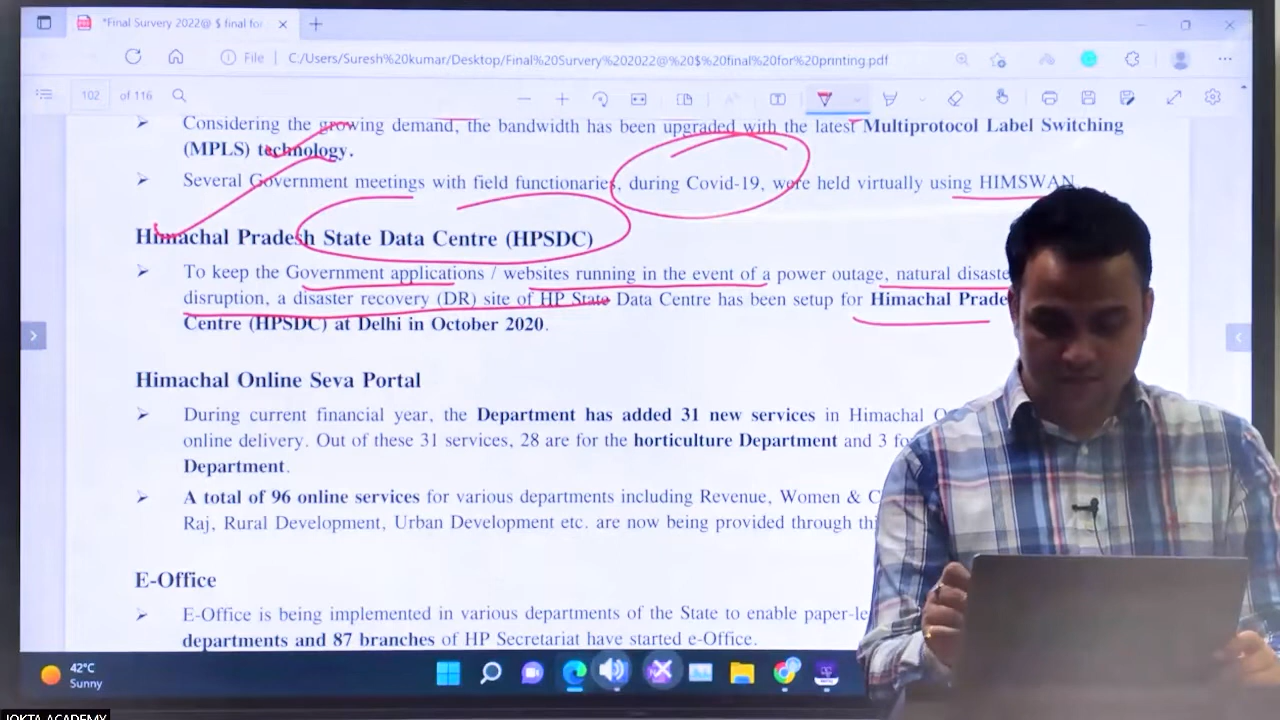 *Final Survery 2022@ $ final for
File
C:/Users/Suresh%20kumar/Desktop/Final%20Survery%202022@%20$%20final%20for%20printing.pdf
102 of 116
Considering the growing demand, the bandwidth has been upgraded with the latest Multiprotocol Label Switching
(MPLS) technology.
Several Government meetings with field functionaries, during Covid-19, were held virtually using HIMSWAN.
Himachal Pradesh State Data Centre (HPSDC)
To keep the Government applications / websites running in the event of a power outage, natural disaste
disruption, a disaster recovery (DR) site of HP State Data Centre has been setup for Himachal Prade
Centre (HPSDC) at Delhi in October 2020.
Himachal Online Seva Portal
During current financial year, the Department has added 31 new services in Himachal O
online delivery. Out of these 31 services, 28 are for the horticulture Department and 3 fo
Department.
A total of 96 online services for various departments including Revenue, Women & C
Raj, Rural Development, Urban Development etc. are now being provided through thi
E-Office
E-Office is being implemented in various departments of the State to enable paper-le
departments and 87 branches of HP Secretariat have started e-Office.
42°C
Sunny
JOKTA ACADEMY